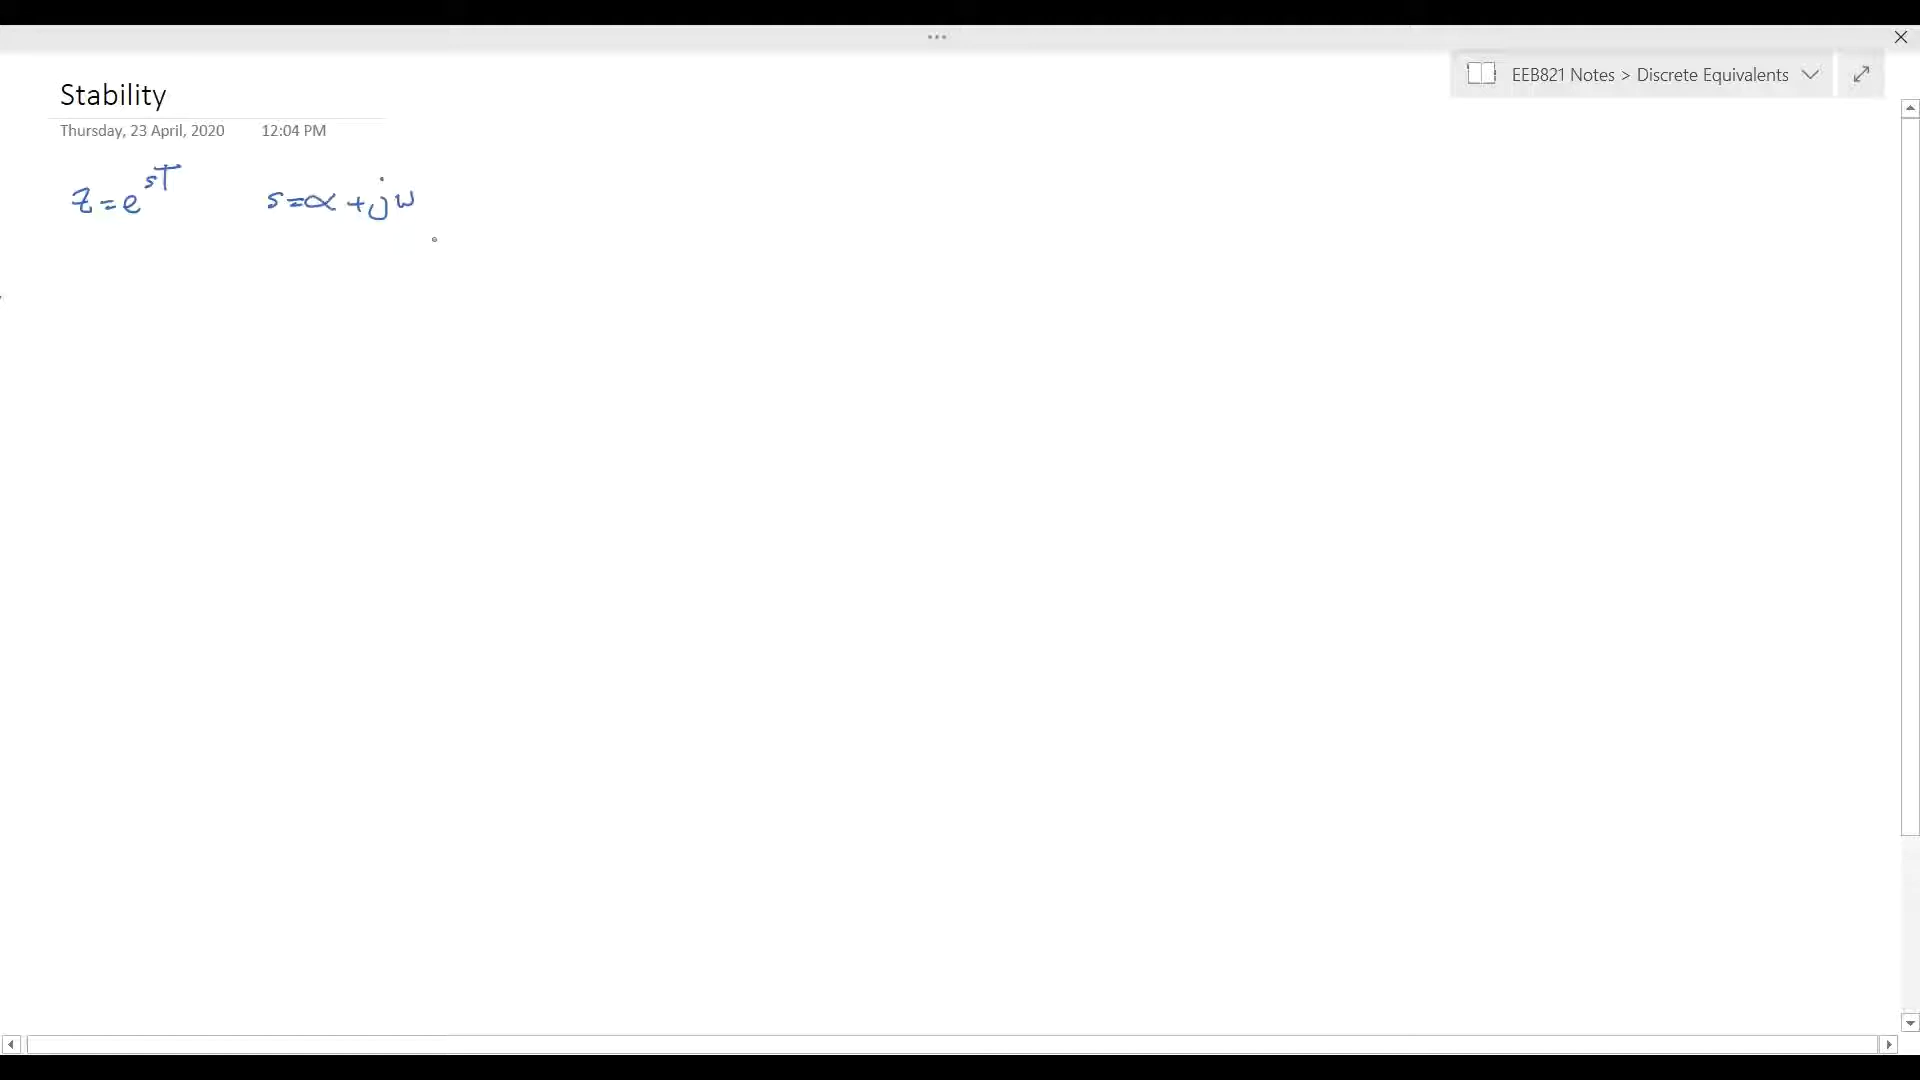 EEB821 Notes > Discrete Equivalents
Stability
Thursday, 23 April, 2020 12:04 PM
z=e^{sT} s=α+jω